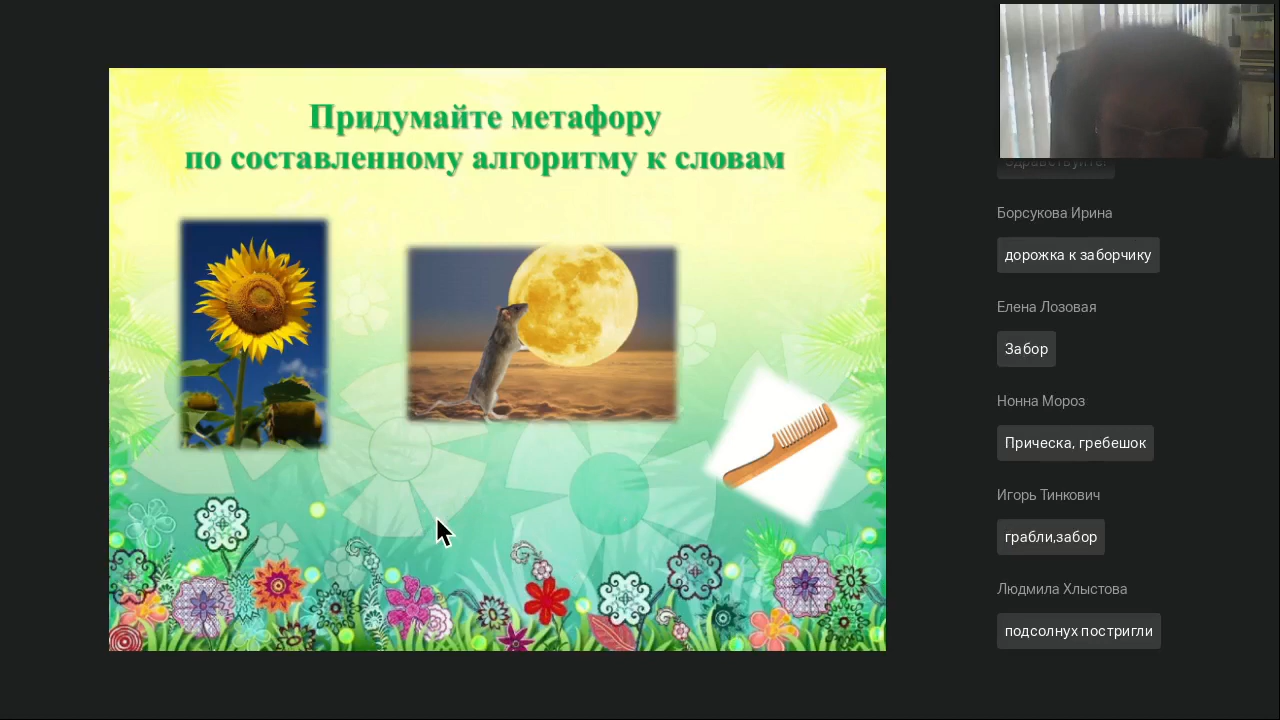 Придумайте метафору
по составленному алгоритму к словам
Здравствуйте!
Борсукова Ирина
дорожка к заборчику
Елена Лозовая
Забор
Нонна Мороз
Прическа, гребешок
Игорь Тинкович
грабли,забор
Людмила Хлыстова
подсолнух постригли